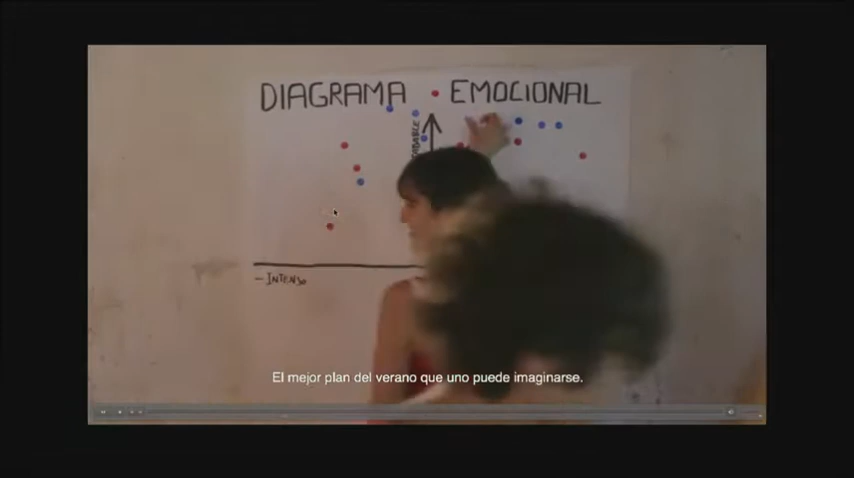 DIAGRAMA EMOCIONAL
- INTENSO
El mejor plan del verano que uno puede imaginarse.